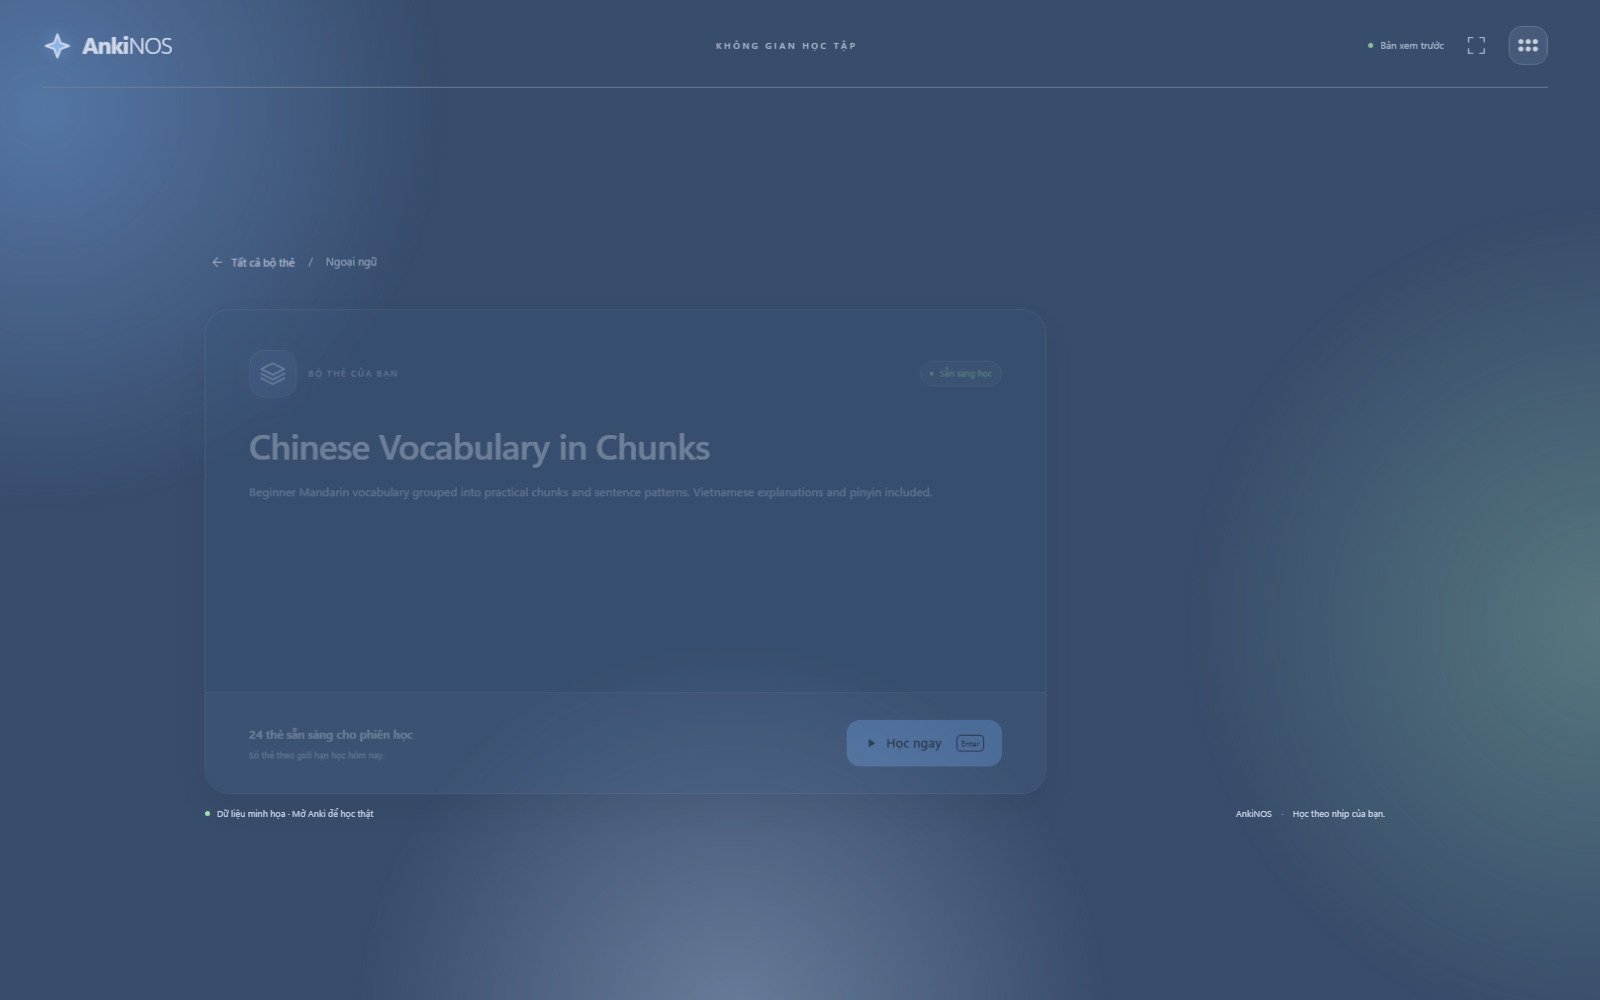 AnkiNOS
KHÔNG GIAN HỌC TẬP
Bản xem trước
Tất cả bộ thẻ / Ngoại ngữ
BỘ THẺ CỦA BẠN
Sẵn sàng học
Chinese Vocabulary in Chunks
Beginner Mandarin vocabulary grouped into practical chunks and sentence patterns. Vietnamese explanations and pinyin included.
24 thẻ sẵn sàng cho phiên học
Số thẻ theo giới hạn học hôm nay.
Học ngay Enter
Dữ liệu minh họa · Mở Anki để học thật
AnkiNOS · Học theo nhịp của bạn.